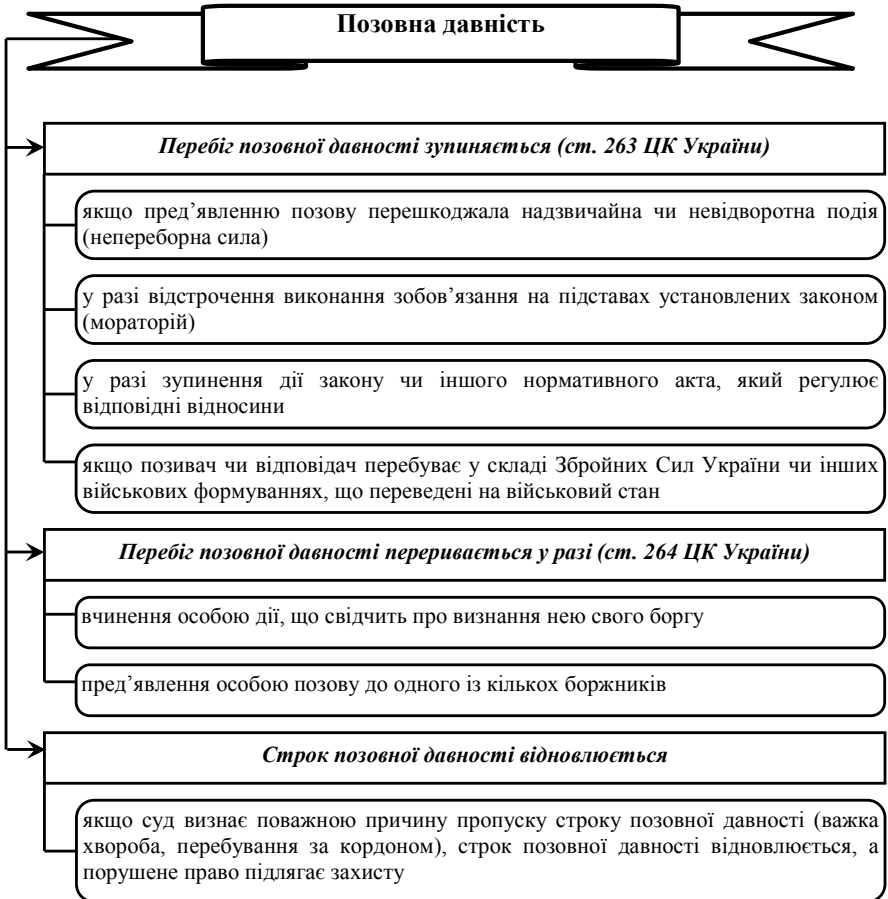 Позовна давність
Перебіг позовної давності зупиняється (ст. 263 ЦК України)
якщо пред’явленню позову перешкоджала надзвичайна чи невідворотна подія
(непереборна сила)
у разі відстрочення виконання зобов’язання на підставах установлених законом
(мораторій)
у разі зупинення дії закону чи іншого нормативного акта, який регулює
відповідні відносини
якщо позивач чи відповідач перебуває у складі Збройних Сил України чи інших
військових формуваннях, що переведені на військовий стан
Перебіг позовної давності переривається у разі (ст. 264 ЦК України)
вчинення особою дії, що свідчить про визнання нею свого боргу
пред’явлення особою позову до одного із кількох боржників
Строк позовної давності відновлюється
якщо суд визнає поважною причину пропуску строку позовної давності (важка
хвороба, перебування за кордоном), строк позовної давності відновлюється, а
порушене право підлягає захисту